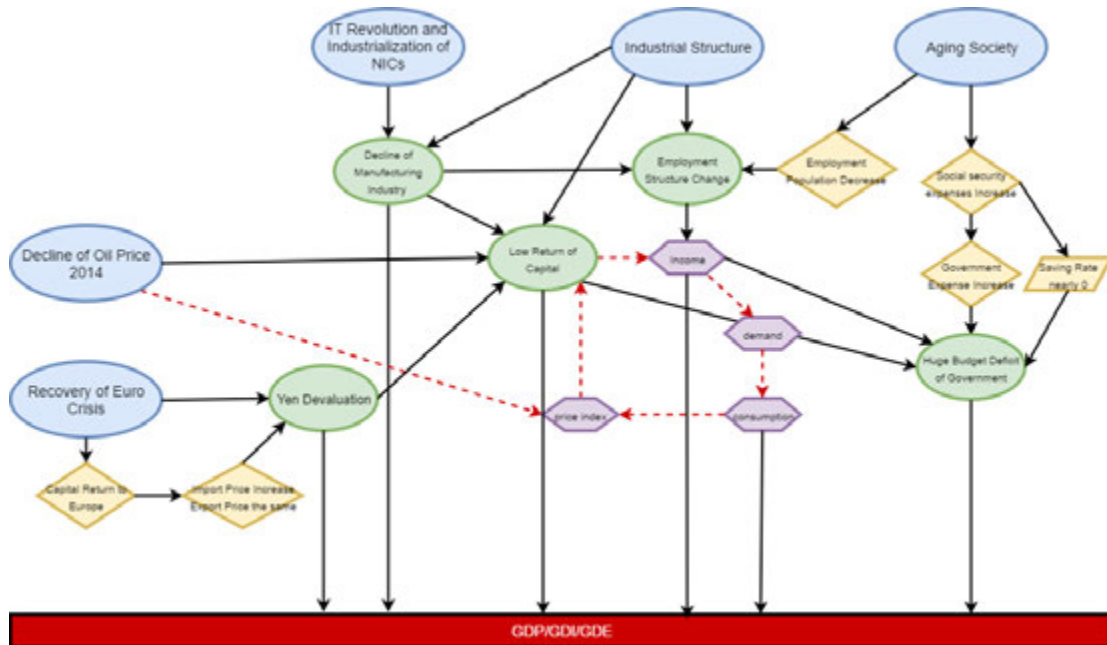 IT Revolution and
Industrialization of
NICs
Industrial Structure
Aging Society
Decline of
Manufacturing
Industry
Employment
Structure Change
Employment
Population Decrease
Social security
expenses Increase
Decline of Oil Price
2014
Low Return of
Capital
Income
Government
Expense Increase
Saving Rate
nearly 0
demand
Huge Budget Deficit
of Government
Recovery of Euro
Crisis
Yen Devaluation
price index
consumption
Capital Return to
Europe
Import Price Increase
Export Price the same
GDP/GDI/GDE